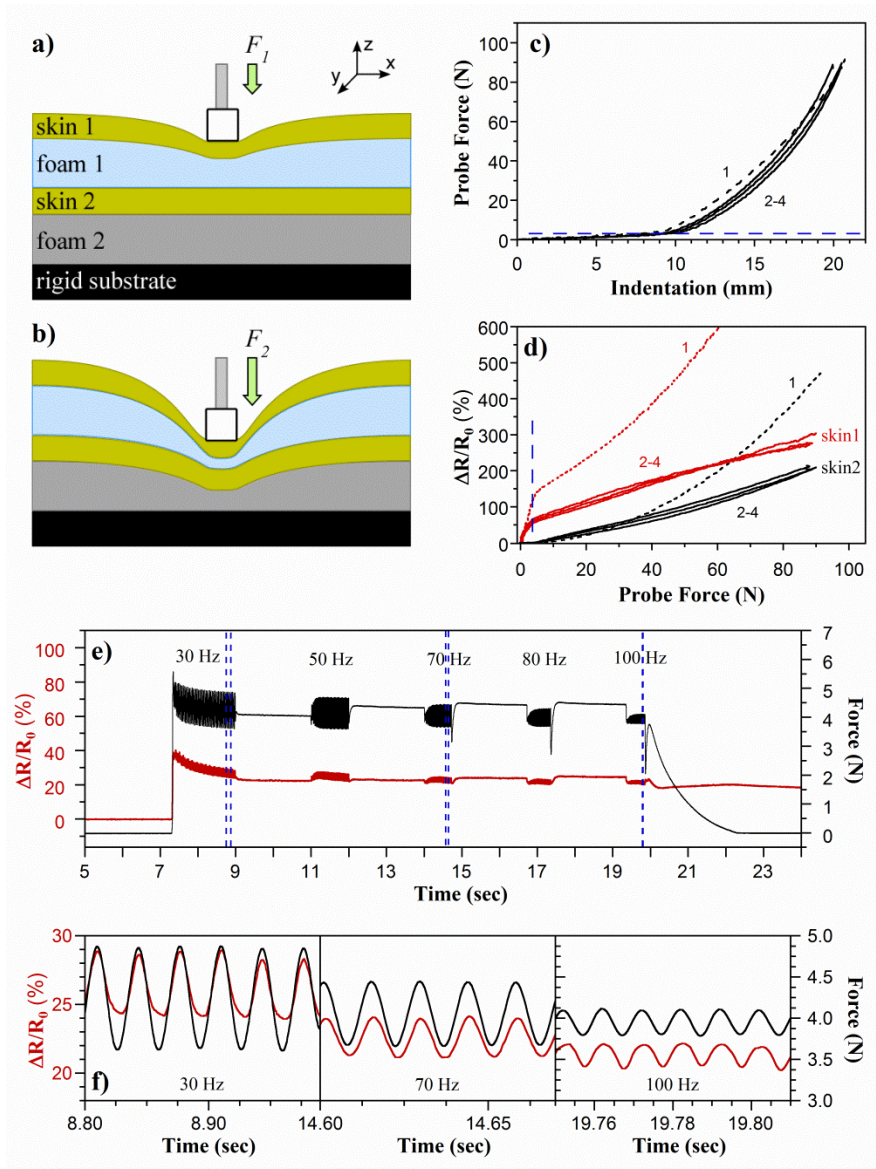 a)
F1
z
y
x
skin 1
foam 1
skin 2
foam 2
rigid substrate
b)
F2
c)
Probe Force (N)
100
80
60
40
20
0
1
2-4
0 5 10 15 20
Indentation (mm)
d)
ΔR/R0 (%)
600
500
400
300
200
100
0
1
1
2-4
skin1
skin2
2-4
0 20 40 60 80 100
Probe Force (N)
e)
30 Hz 50 Hz 70 Hz 80 Hz 100 Hz
ΔR/R0 (%)
100
80
60
40
20
0
7
6
5
4
3
2
1
0
Force (N)
5 7 9 11 13 15 17 19 21 23
Time (sec)
ΔR/R0 (%)
30
26
22
18
5.0
4.5
4.0
3.5
3.0
Force (N)
f)
30 Hz 70 Hz 100 Hz
8.80 8.90 14.60 14.65 19.76 19.78 19.80
Time (sec) Time (sec) Time (sec)